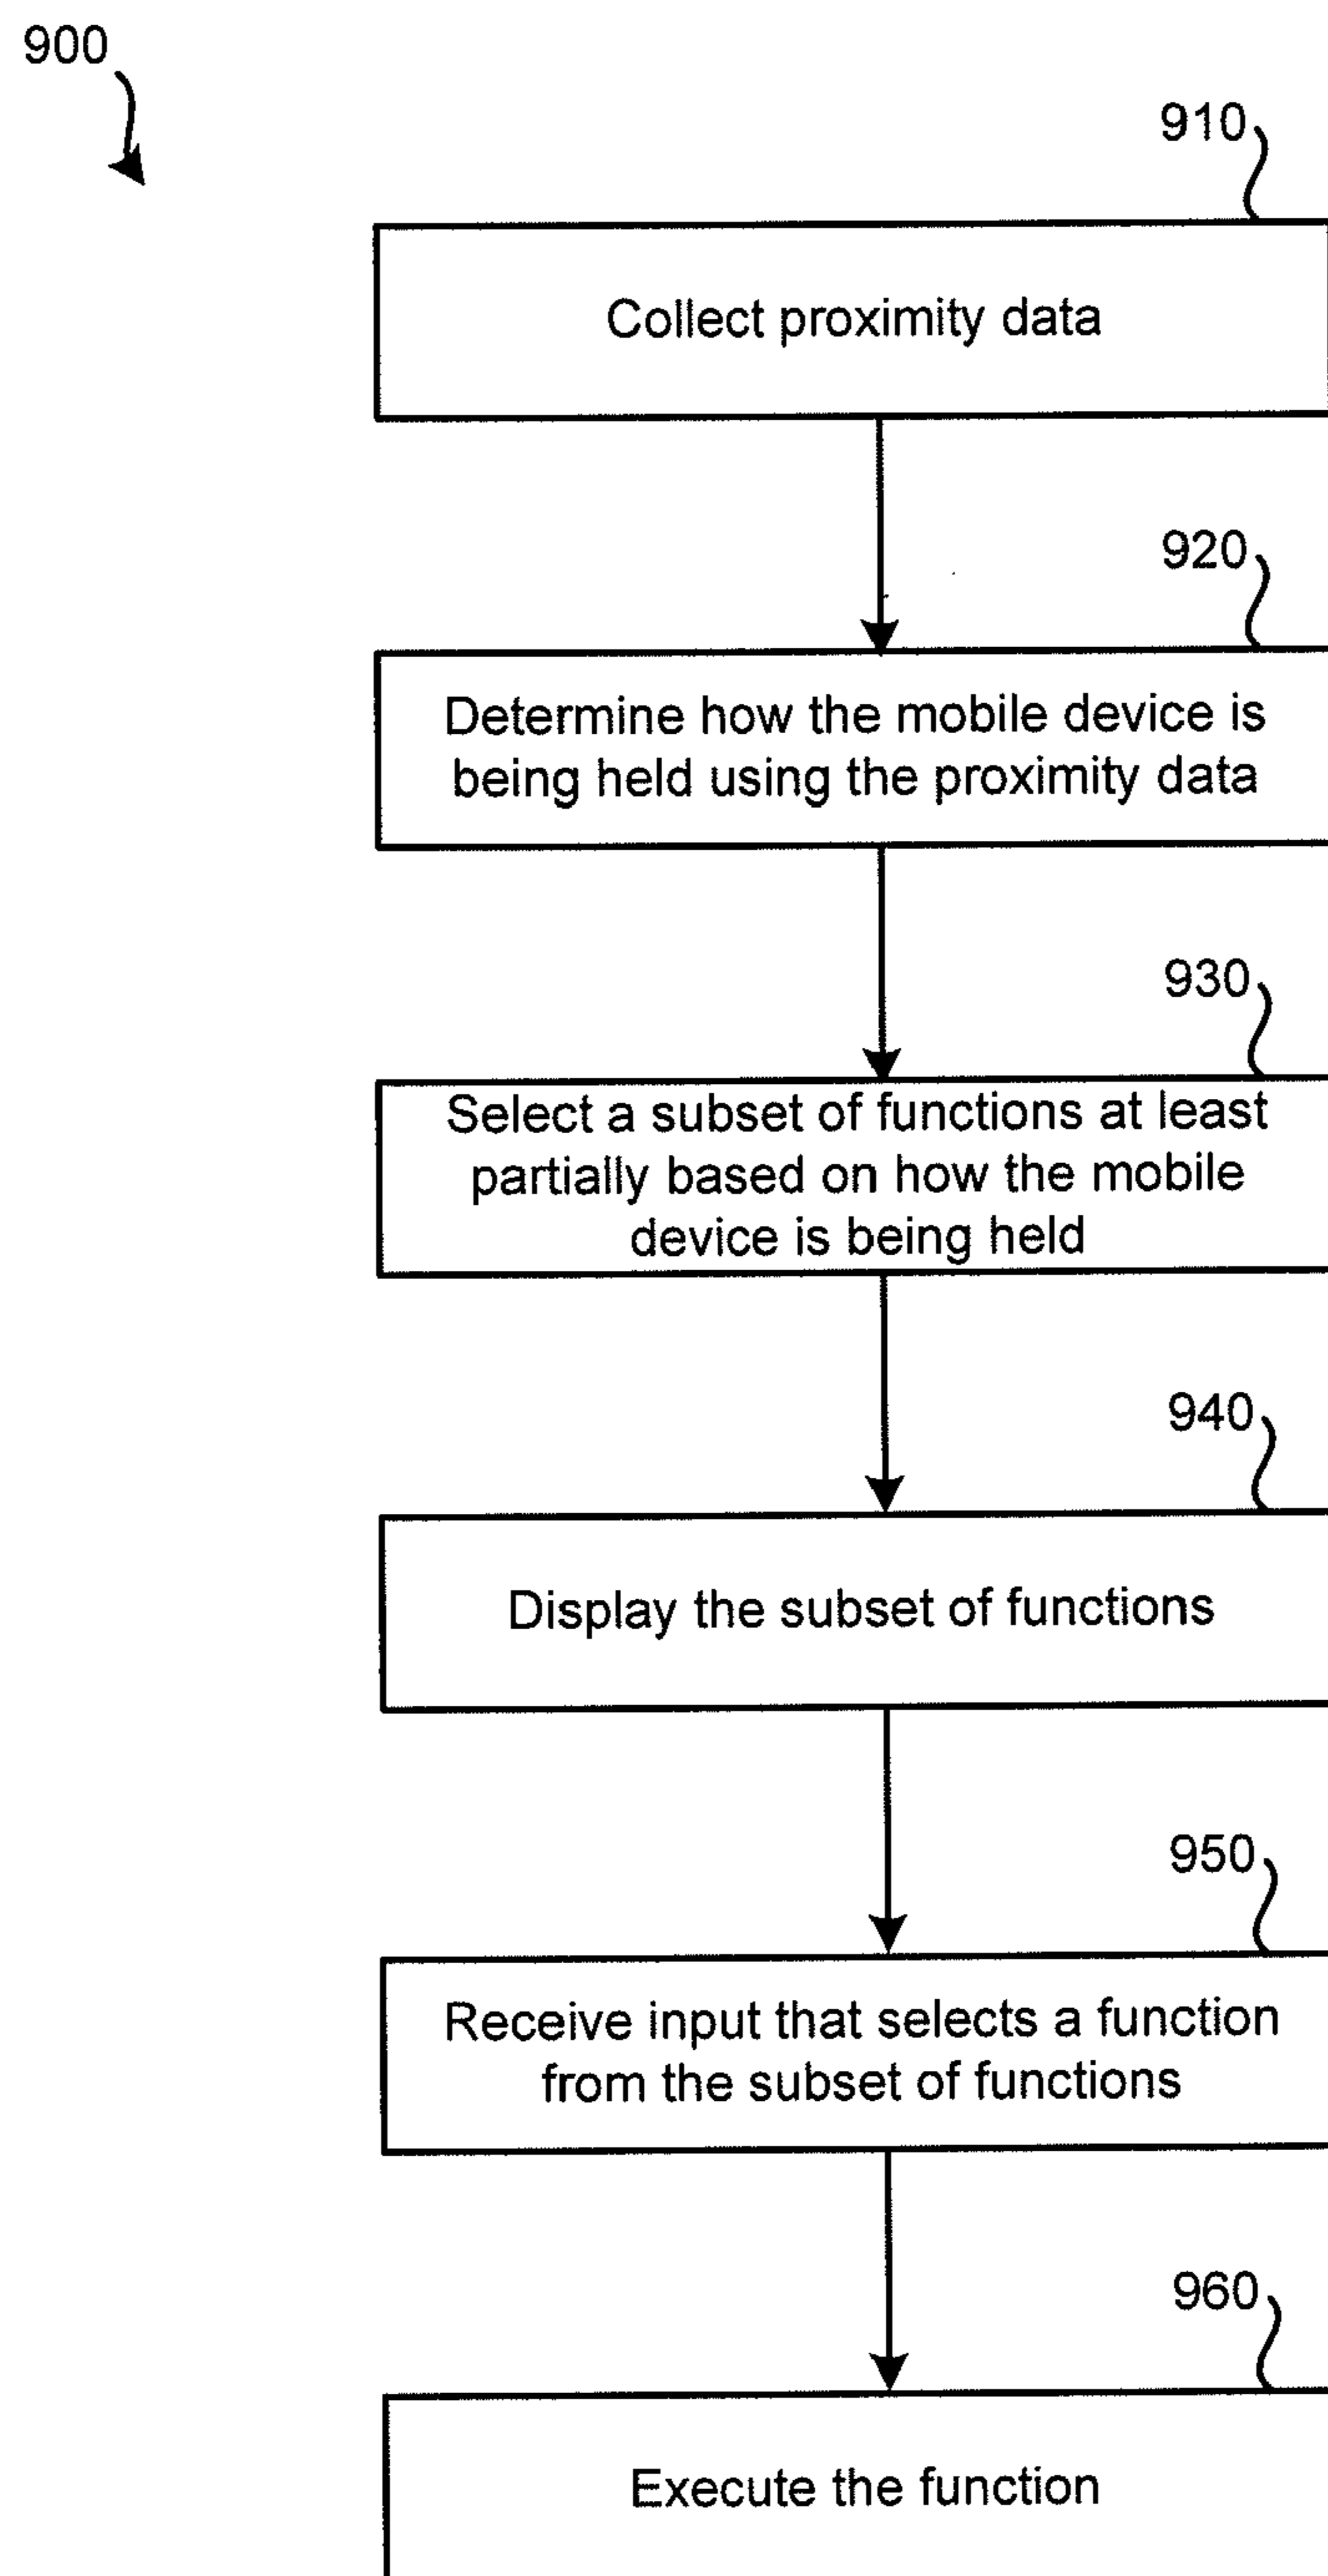 900
910
Collect proximity data
920
Determine how the mobile device is
being held using the proximity data
930
Select a subset of functions at least
partially based on how the mobile
device is being held
940
Display the subset of functions
950
Receive input that selects a function
from the subset of functions
960
Execute the function